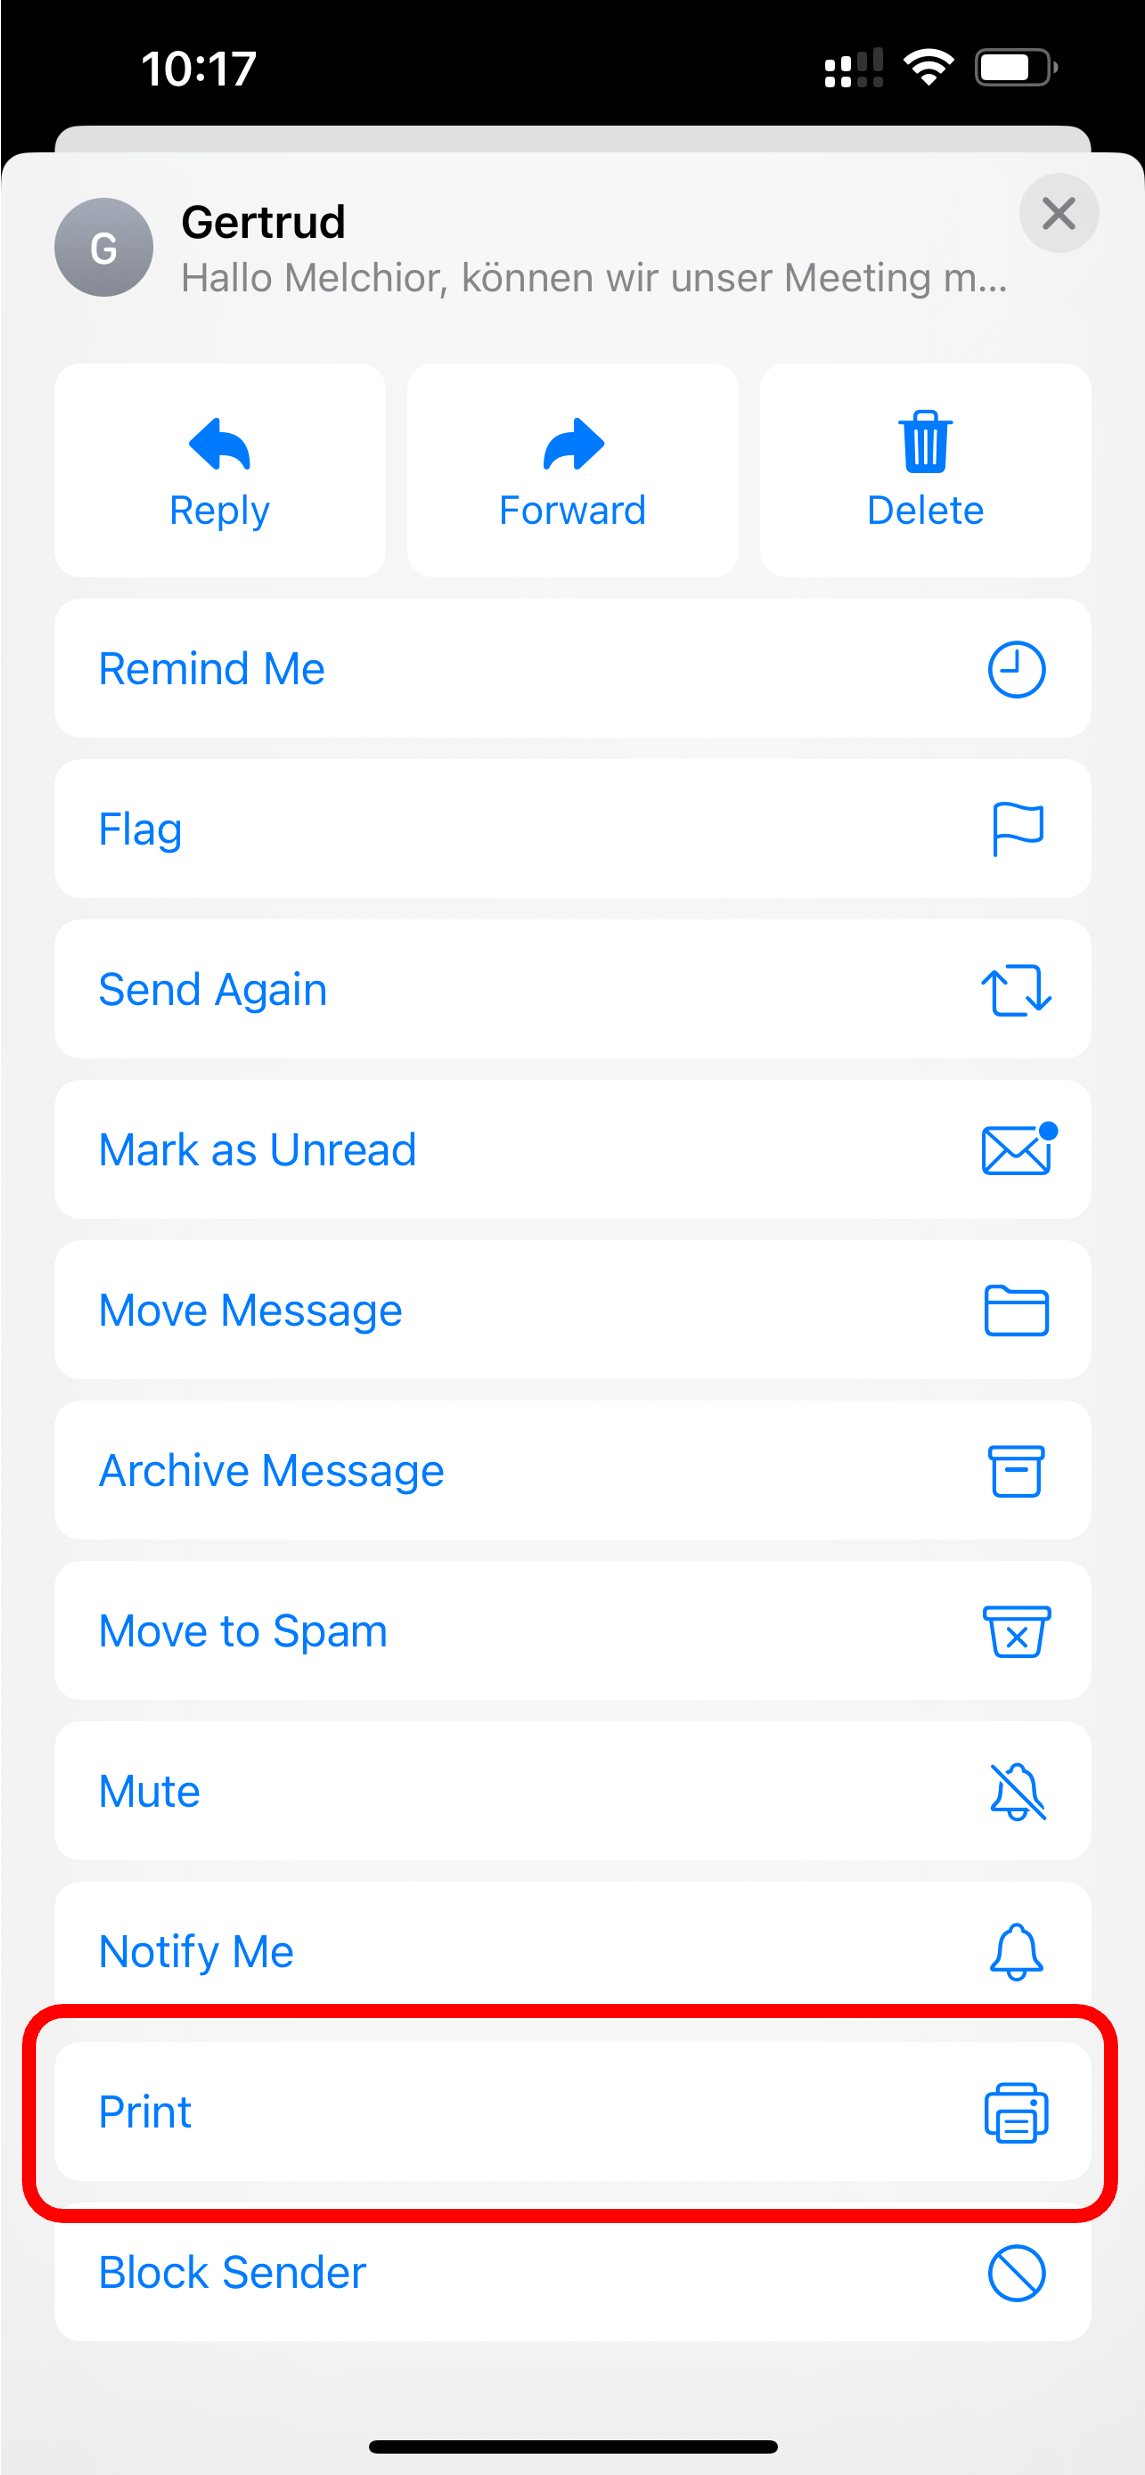 10:17
G
Gertrud
Hallo Melchior, können wir unser Meeting m...
Reply Forward Delete
Remind Me
Flag
Send Again
Mark as Unread
Move Message
Archive Message
Move to Spam
Mute
Notify Me
Print
Block Sender